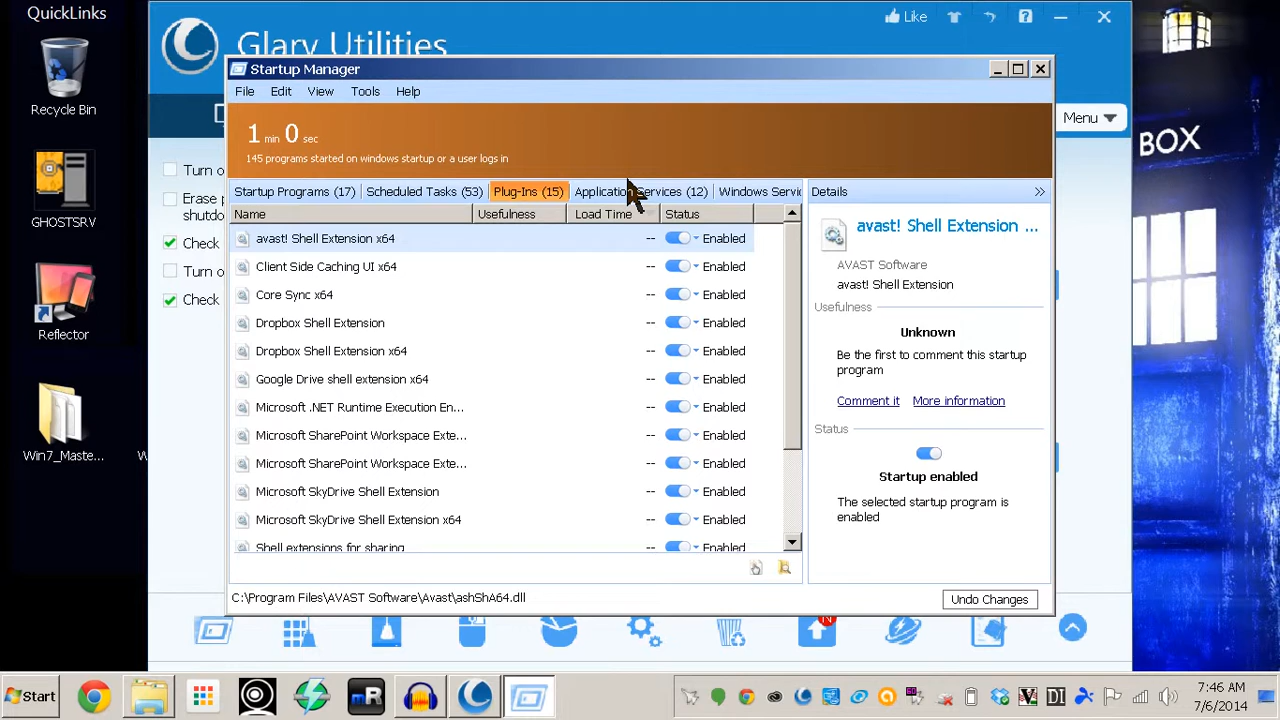 QuickLinks
Recycle Bin
GHOSTSRV
Reflector
Win7_Maste...
Like
Glary Utilities
Menu
BOX
Turn o
Erase p
shutdo
Check
Turn o
Check
Startup Manager
File Edit View Tools Help
1 min 0 sec
145 programs started on windows startup or a user logs in
Startup Programs (17) Scheduled Tasks (53) Plug-Ins (15) Application Services (12) Windows Servic
Name Usefulness Load Time Status
avast! Shell Extension x64 -- Enabled
Client Side Caching UI x64 -- Enabled
Core Sync x64 -- Enabled
Dropbox Shell Extension -- Enabled
Dropbox Shell Extension x64 -- Enabled
Google Drive shell extension x64 -- Enabled
Microsoft .NET Runtime Execution En... -- Enabled
Microsoft SharePoint Workspace Exte... -- Enabled
Microsoft SharePoint Workspace Exte... -- Enabled
Microsoft SkyDrive Shell Extension -- Enabled
Microsoft SkyDrive Shell Extension x64 -- Enabled
Shell extensions for sharing -- Enabled
Details »
avast! Shell Extension ...
AVAST Software
avast! Shell Extension
Usefulness
Unknown
Be the first to comment this startup
program
Comment it More information
Status
Startup enabled
The selected startup program is
enabled
C:\Program Files\AVAST Software\Avast\ashShA64.dll
Undo Changes
N
Start
mR
DI
7:46 AM
7/6/2014